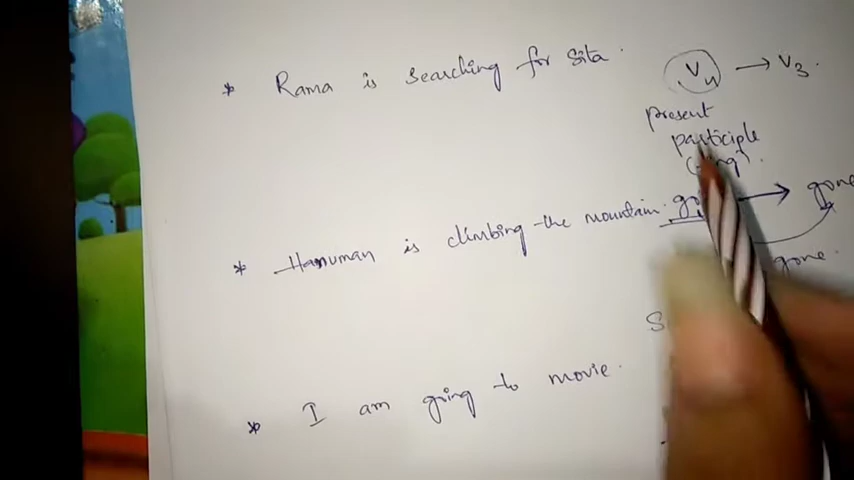 * Rama is searching for Sita.
V4 → V3.
present
participle
* Hanuman is climbing the mountain.
→ gone
gone.
* I am going to movie.